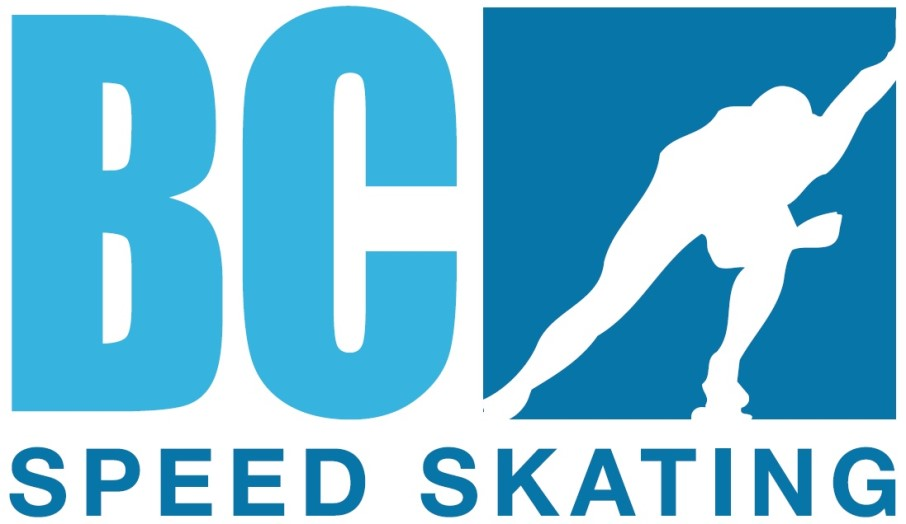 BC
SPEED SKATING